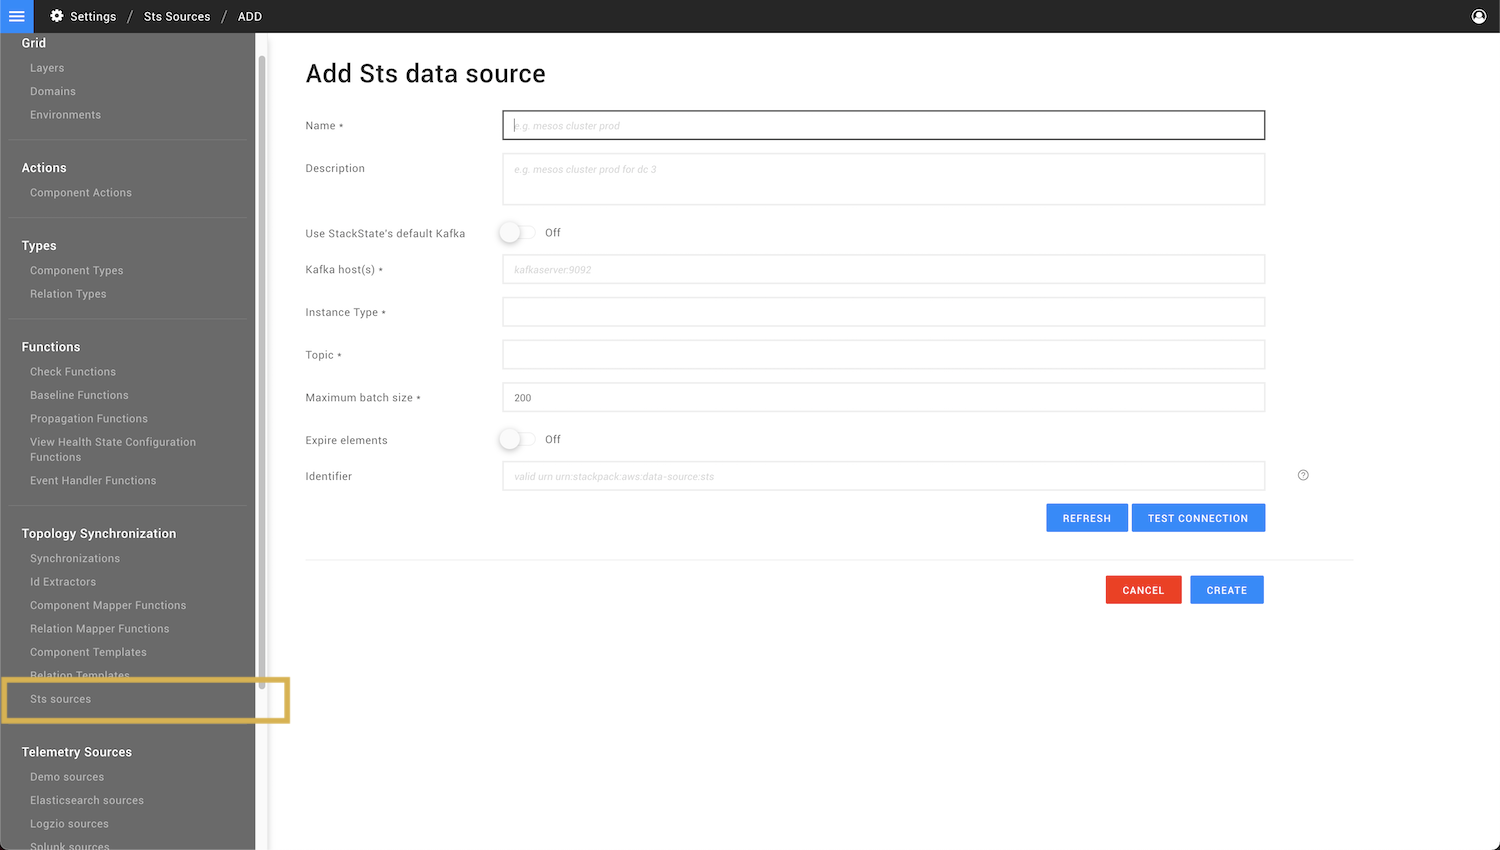 Settings / Sts Sources / ADD
Grid
Layers
Domains
Environments
Actions
Component Actions
Types
Component Types
Relation Types
Functions
Check Functions
Baseline Functions
Propagation Functions
View Health State Configuration
Functions
Event Handler Functions
Topology Synchronization
Synchronizations
Id Extractors
Component Mapper Functions
Relation Mapper Functions
Component Templates
Relation Templates
Sts sources
Telemetry Sources
Demo sources
Elasticsearch sources
Logzio sources
Splunk sources
Add Sts data source
Name *
e.g. mesos cluster prod
Description
e.g. mesos cluster prod for dc 3
Use StackState's default Kafka
Off
Kafka host(s) *
kafkaserver:9092
Instance Type *
Topic *
Maximum batch size *
200
Expire elements
Off
Identifier
valid urn urn:stackpack:aws:data-source:sts
?
REFRESH
TEST CONNECTION
CANCEL
CREATE